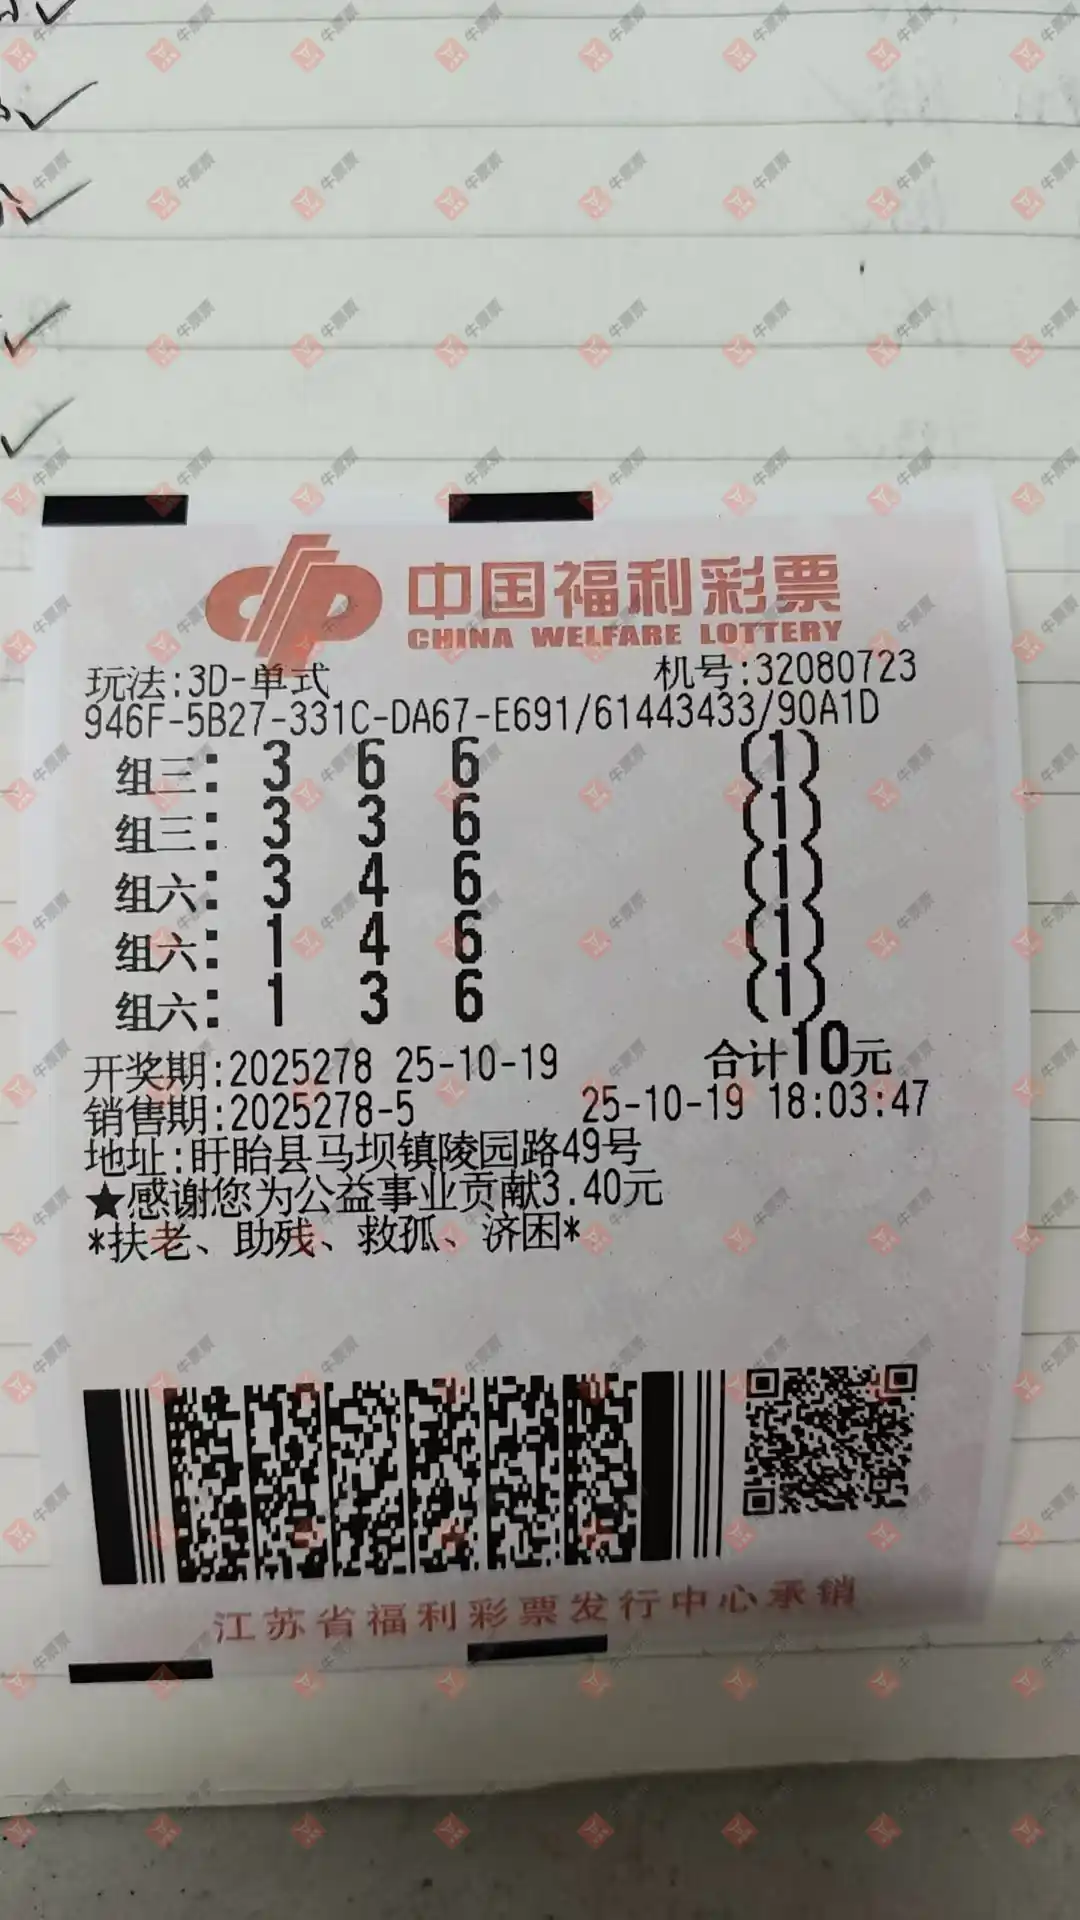 中国福利彩票
CHINA WELFARE LOTTERY
玩法:3D-单式 机号:32080723
946F-5B27-331C-DA67-E691/61443433/90A1D
组三: 3 6 6 (1)
组三: 3 3 6 (1)
组六: 3 4 6 (1)
组六: 1 4 6 (1)
组六: 1 3 6 (1)
开奖期:2025278 25-10-19 合计10元
销售期:2025278-5 25-10-19 18:03:47
地址:盱眙县马坝镇陵园路49号
★感谢您为公益事业贡献3.40元
*扶老、助残、救孤、济困*
江苏省福利彩票发行中心承销
牛票票